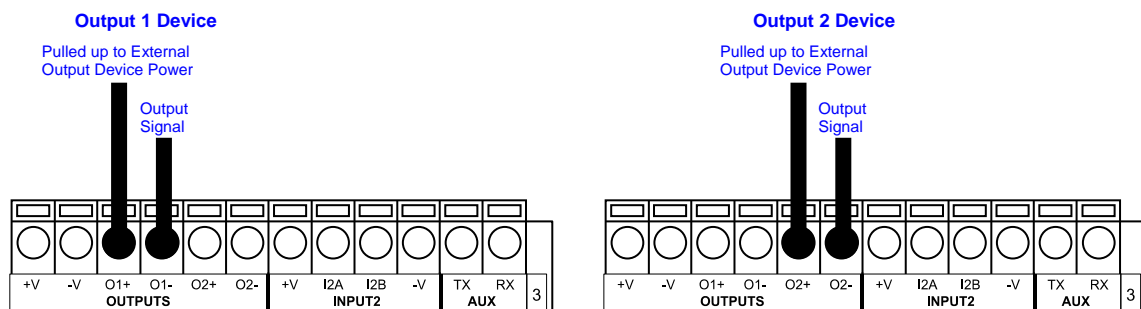 Output 1 Device
Pulled up to External
Output Device Power
Output
Signal
+V -V O1+ O1- O2+ O2- +V I2A I2B -V TX RX
OUTPUTS INPUT2 AUX 3
Output 2 Device
Pulled up to External
Output Device Power
Output
Signal
+V -V O1+ O1- O2+ O2- +V I2A I2B -V TX RX
OUTPUTS INPUT2 AUX 3